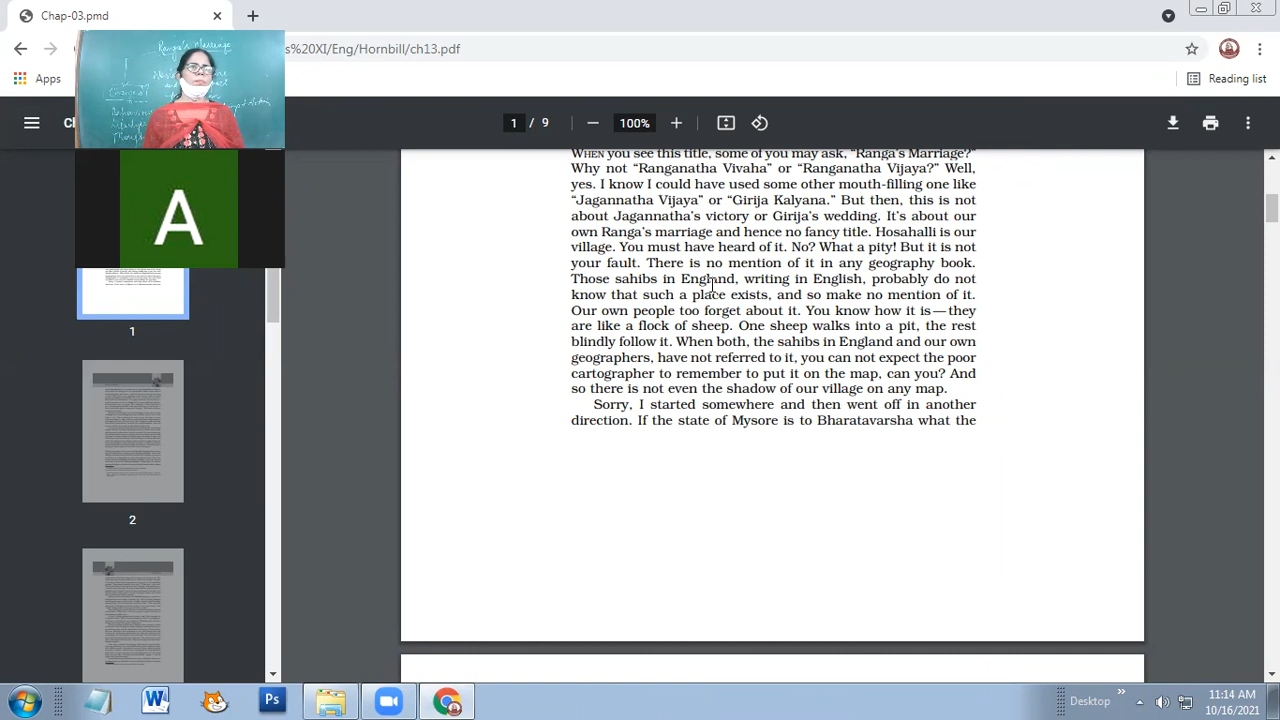 Chap-03.pmd
s%20XI/Eng/Hornbill/ch13.pdf
Apps
Reading list
Ranga's Marriage
1 / 9
100%
WHEN you see this title, some of you may ask, “Ranga's Marriage?”
Why not “Ranganatha Vivaha” or “Ranganatha Vijaya?” Well,
yes. I know I could have used some other mouth-filling one like
“Jagannatha Vijaya” or “Girija Kalyana.” But then, this is not
about Jagannatha's victory or Girija's wedding. It's about our
own Ranga's marriage and hence no fancy title. Hosahalli is our
village. You must have heard of it. No? What a pity! But it is not
your fault. There is no mention of it in any geography book.
Those sahibs in England, writing in English, probably do not
know that such a place exists, and so make no mention of it.
Our own people too forget about it. You know how it is — they
are like a flock of sheep. One sheep walks into a pit, the rest
blindly follow it. When both, the sahibs in England and our own
geographers, have not referred to it, you can not expect the poor
cartographer to remember to put it on the map, can you? And
so there is not even the shadow of our village on any map.
Sorry, I started somewhere and then went off in another
direction. If the state of Mysore is to Bharatavarsha what the
A
1
2
W
Ps
Desktop
11:14 AM
10/16/2021